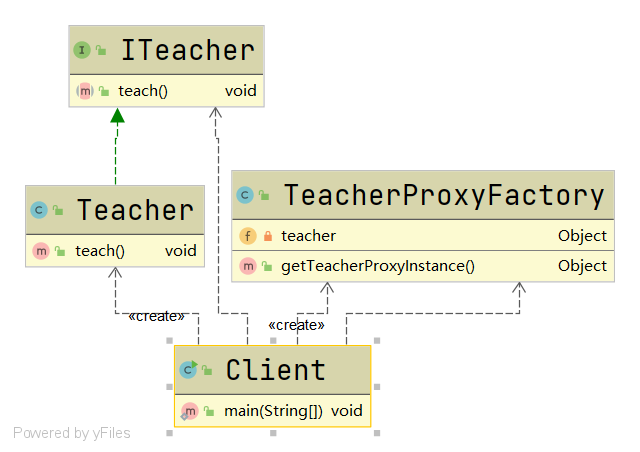 I ITeacher
m teach() void
C Teacher
m teach() void
C TeacherProxyFactory
f teacher Object
m getTeacherProxyInstance() Object
«create»
«create»
C Client
m main(String[]) void
Powered by yFiles